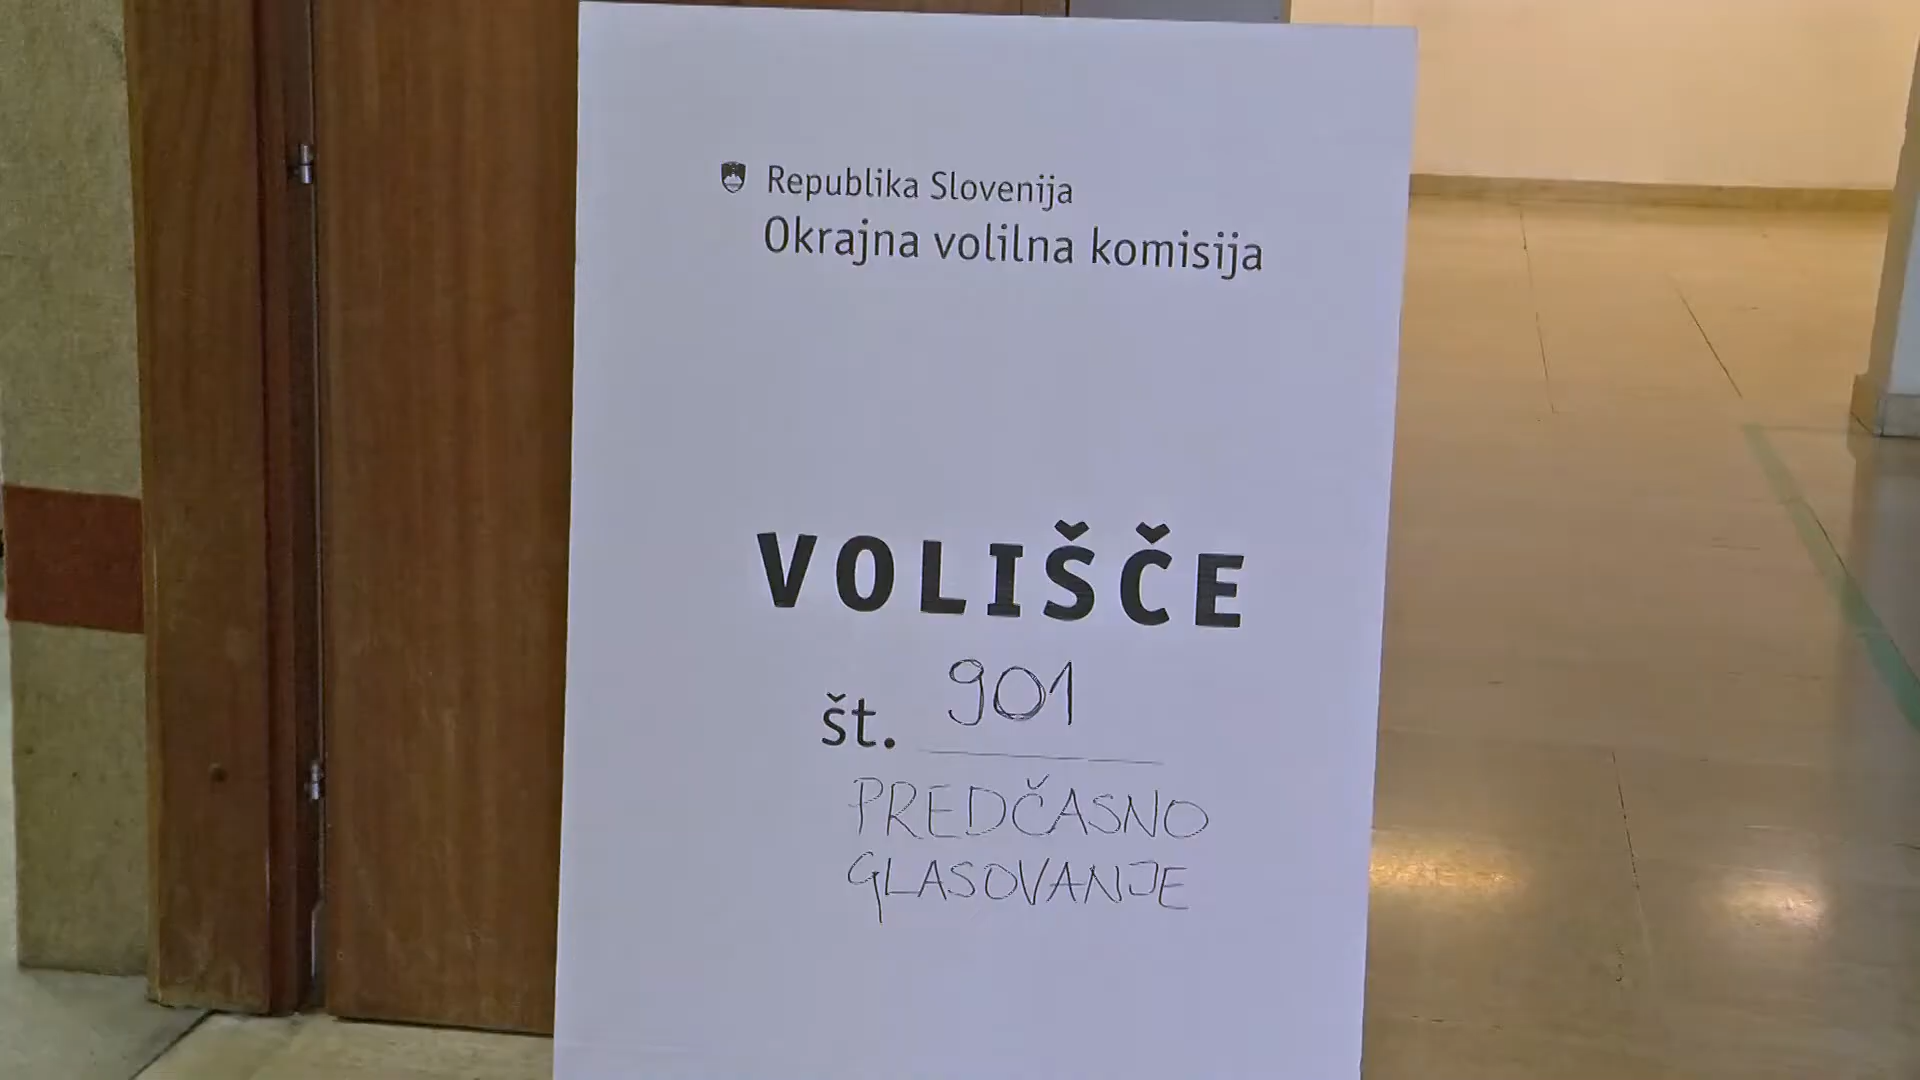 Republika Slovenija
Okrajna volilna komisija
VOLIŠČE
št. 901
PREDČASNO
GLASOVANJE